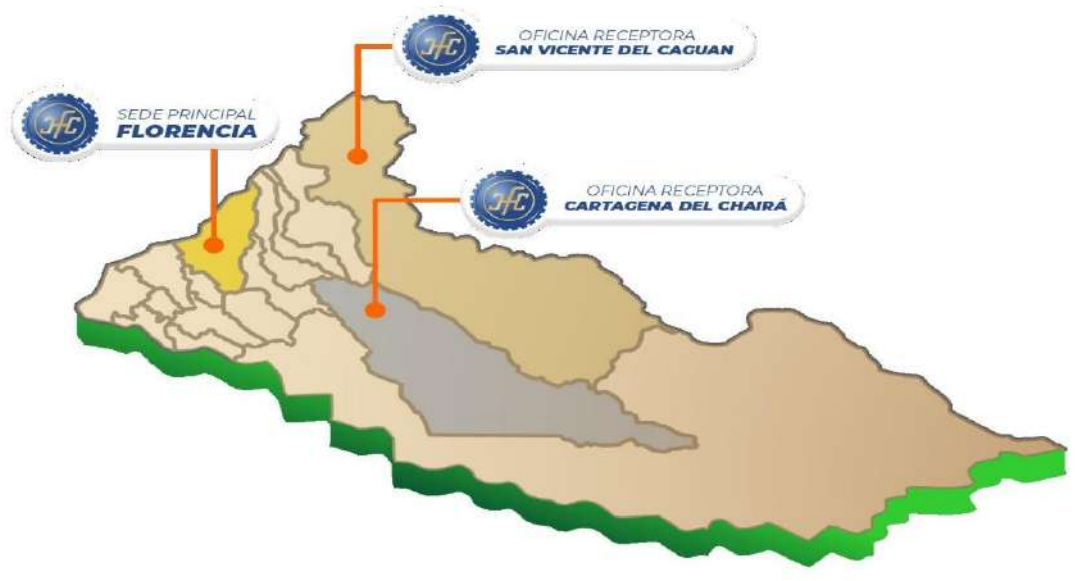 OFICINA RECEPTORA
SAN VICENTE DEL CAGUAN
SEDE PRINCIPAL
FLORENCIA
OFICINA RECEPTORA
CARTAGENA DEL CHAIRÁ